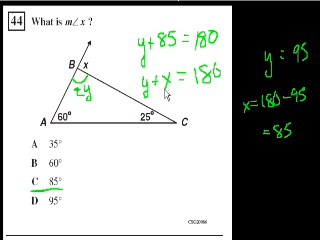 44 What is m∠x ?
y+85=180
y+x=180
B x
y
A 60° 25° C
A 35°
B 60°
C 85°
D 95°
CSG20066
y = 95
x=180-95
=85